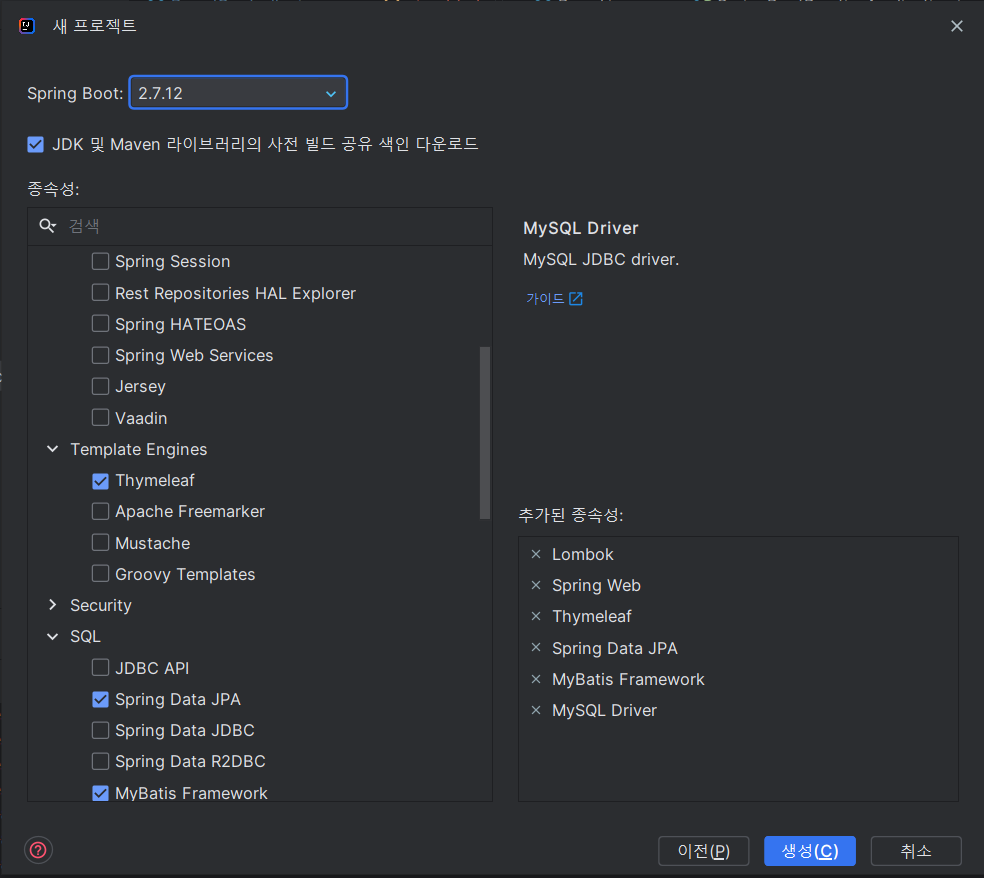 새 프로젝트
Spring Boot: 2.7.12
JDK 및 Maven 라이브러리의 사전 빌드 공유 색인 다운로드
종속성:
검색
Spring Session
Rest Repositories HAL Explorer
Spring HATEOAS
Spring Web Services
Jersey
Vaadin
Template Engines
Thymeleaf
Apache Freemarker
Mustache
Groovy Templates
Security
SQL
JDBC API
Spring Data JPA
Spring Data JDBC
Spring Data R2DBC
MyBatis Framework
MySQL Driver
MySQL JDBC driver.
가이드
추가된 종속성:
Lombok
Spring Web
Thymeleaf
Spring Data JPA
MyBatis Framework
MySQL Driver
이전(P)
생성(C)
취소